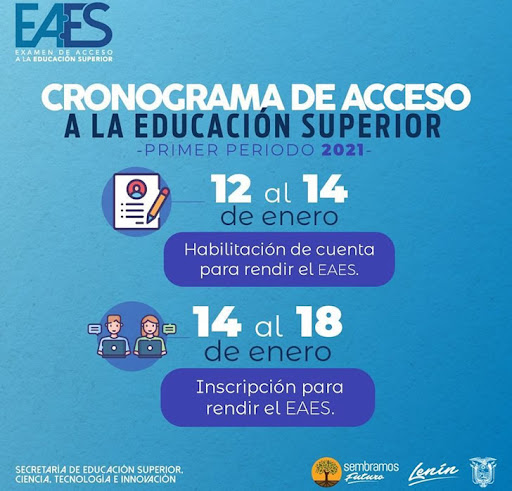 EAES
EXAMEN DE ACCESO
A LA EDUCACIÓN SUPERIOR
CRONOGRAMA DE ACCESO
A LA EDUCACIÓN SUPERIOR
-PRIMER PERIODO 2021-
12 al 14
de enero
Habilitación de cuenta
para rendir el EAES.
14 al 18
de enero
Inscripción para
rendir el EAES.
SECRETARÍA DE EDUCACIÓN SUPERIOR,
CIENCIA, TECNOLOGÍA E INNOVACIÓN
sembramos
Futuro
Lenín